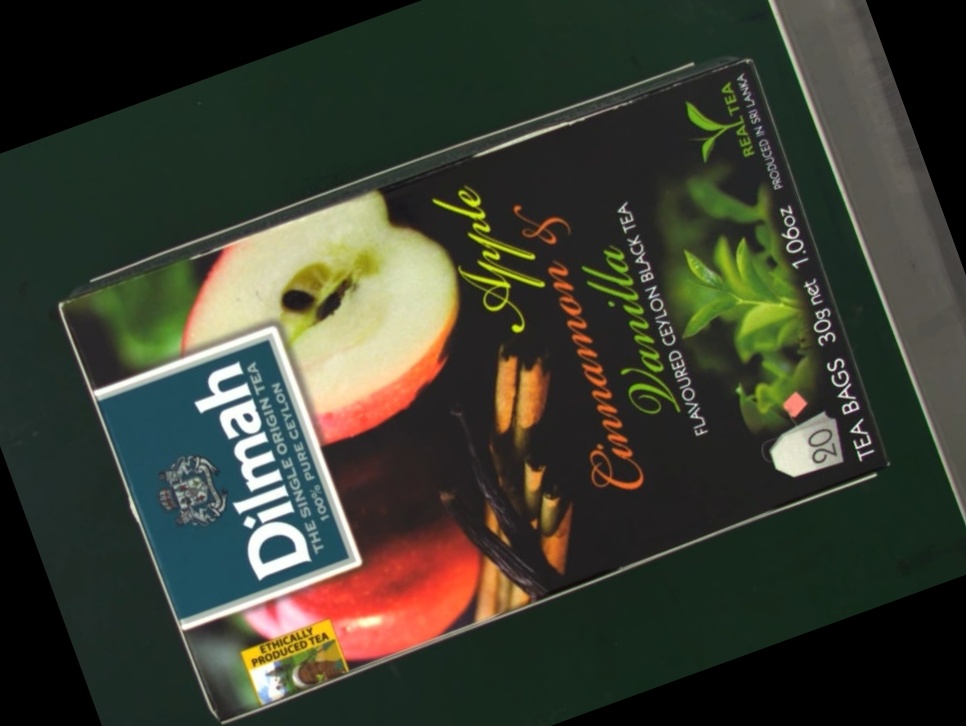 ETHICALLY
PRODUCED TEA
Dilmah
THE SINGLE ORIGIN TEA
100% PURE CEYLON
Apple
Cinnamon &
Vanilla
FLAVOURED CEYLON BLACK TEA
REAL TEA
PRODUCED IN SRI LANKA
20
TEA BAGS 30g net 1.06oz